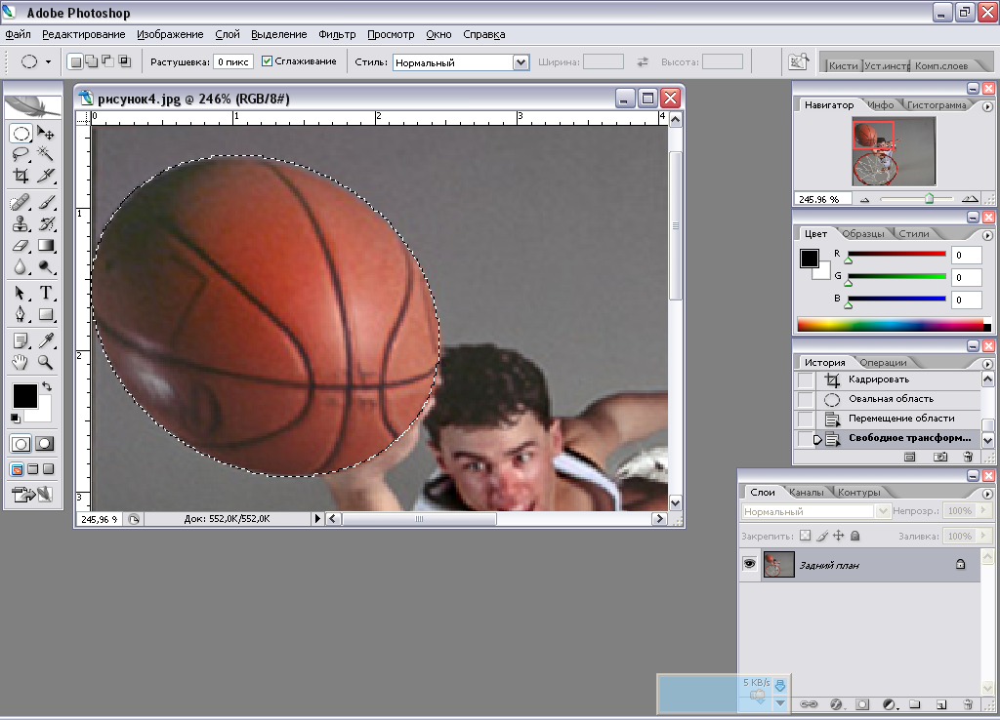 Adobe Photoshop
Файл Редактирование Изображение Слой Выделение Фильтр Просмотр Окно Справка
Растушевка: 0 пикс Сглаживание Стиль: Нормальный Ширина: Высота: Кисти Уст.инстр Комп.слоев
рисунок4.jpg @ 246% (RGB/8#)
0 1 2 3 4
1
2
3
245,96 9 Док: 552,0K/552,0K
Навигатор Инфо Гистограмма
245.96 %
Цвет Образцы Стили
R 0
G 0
B 0
История Операции
Кадрировать
Овальная область
Перемещение области
Свободное трансформ...
Слои Каналы Контуры
Нормальный Непрозр.: 100%
Закрепить: Заливка: 100%
Задний план
5 KB/s